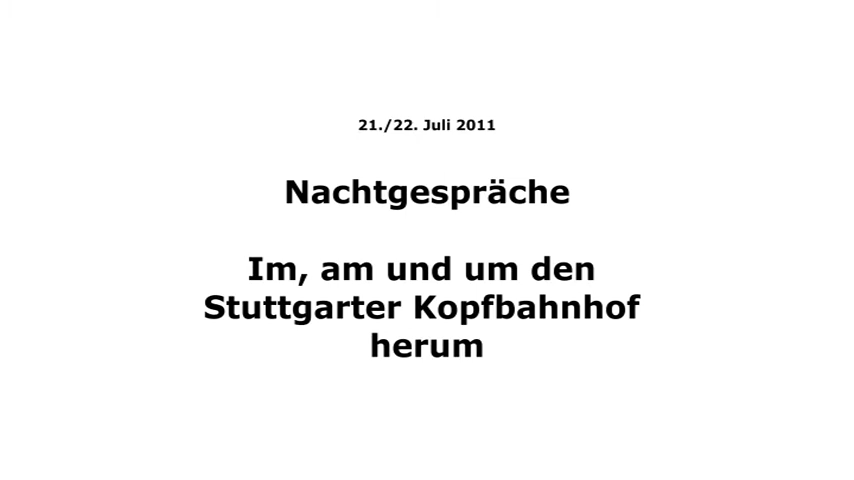 21./22. Juli 2011
Nachtgespräche
Im, am und um den
Stuttgarter Kopfbahnhof
herum